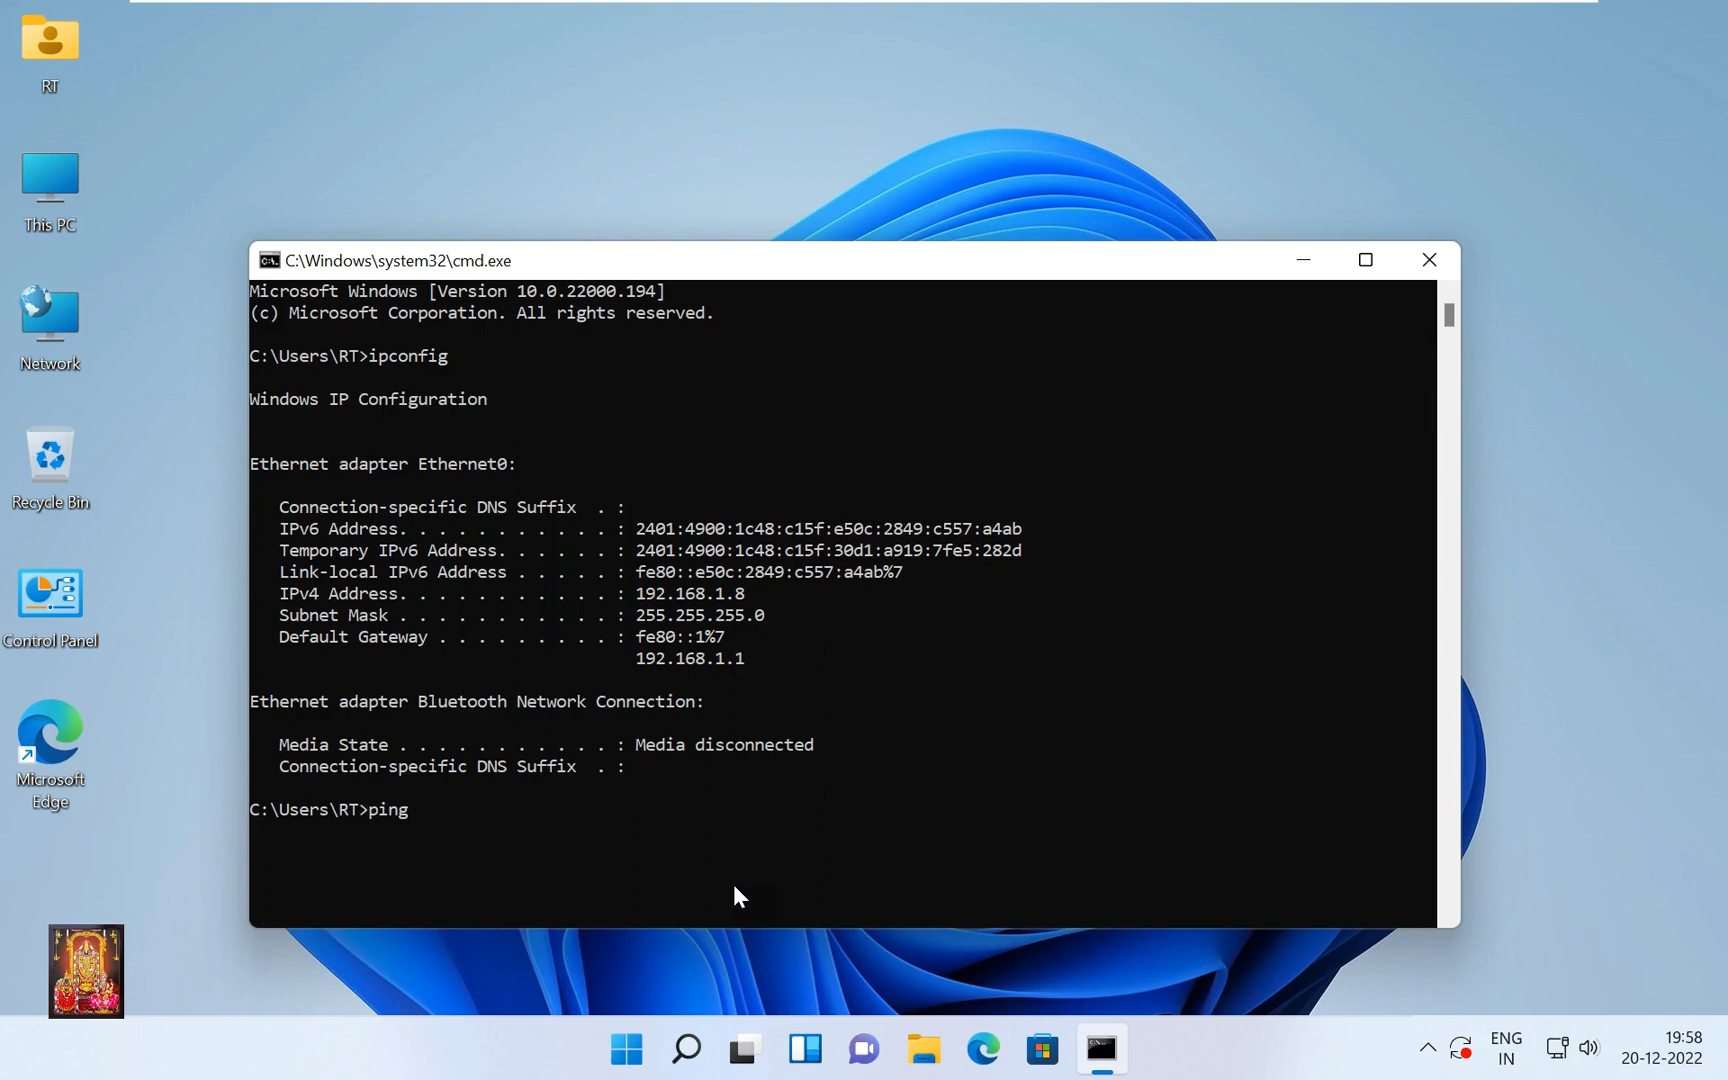 RT
This PC
Network
Recycle Bin
Control Panel
Microsoft
Edge
C:\Windows\system32\cmd.exe
Microsoft Windows [Version 10.0.22000.194]
(c) Microsoft Corporation. All rights reserved.
C:\Users\RT>ipconfig
Windows IP Configuration
Ethernet adapter Ethernet0:
Connection-specific DNS Suffix  . :
IPv6 Address. . . . . . . . . . . : 2401:4900:1c48:c15f:e50c:2849:c557:a4ab
Temporary IPv6 Address. . . . . . : 2401:4900:1c48:c15f:30d1:a919:7fe5:282d
Link-local IPv6 Address . . . . . : fe80::e50c:2849:c557:a4ab%7
IPv4 Address. . . . . . . . . . . : 192.168.1.8
Subnet Mask . . . . . . . . . . . : 255.255.255.0
Default Gateway . . . . . . . . . : fe80::1%7
192.168.1.1
Ethernet adapter Bluetooth Network Connection:
Media State . . . . . . . . . . . : Media disconnected
Connection-specific DNS Suffix  . :
C:\Users\RT>ping
ENG
IN
19:58
20-12-2022